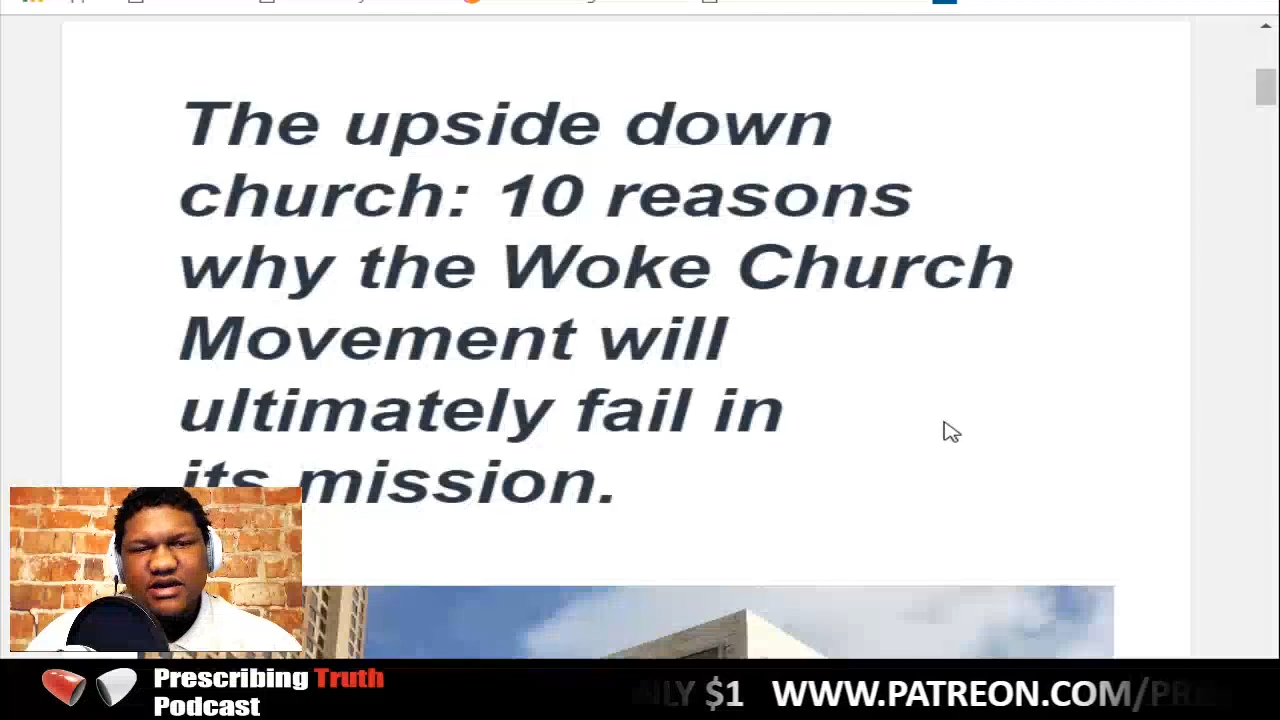 The upside down
church: 10 reasons
why the Woke Church
Movement will
ultimately fail in
its mission.
Prescribing Truth
Podcast
$1 WWW.PATREON.COM/